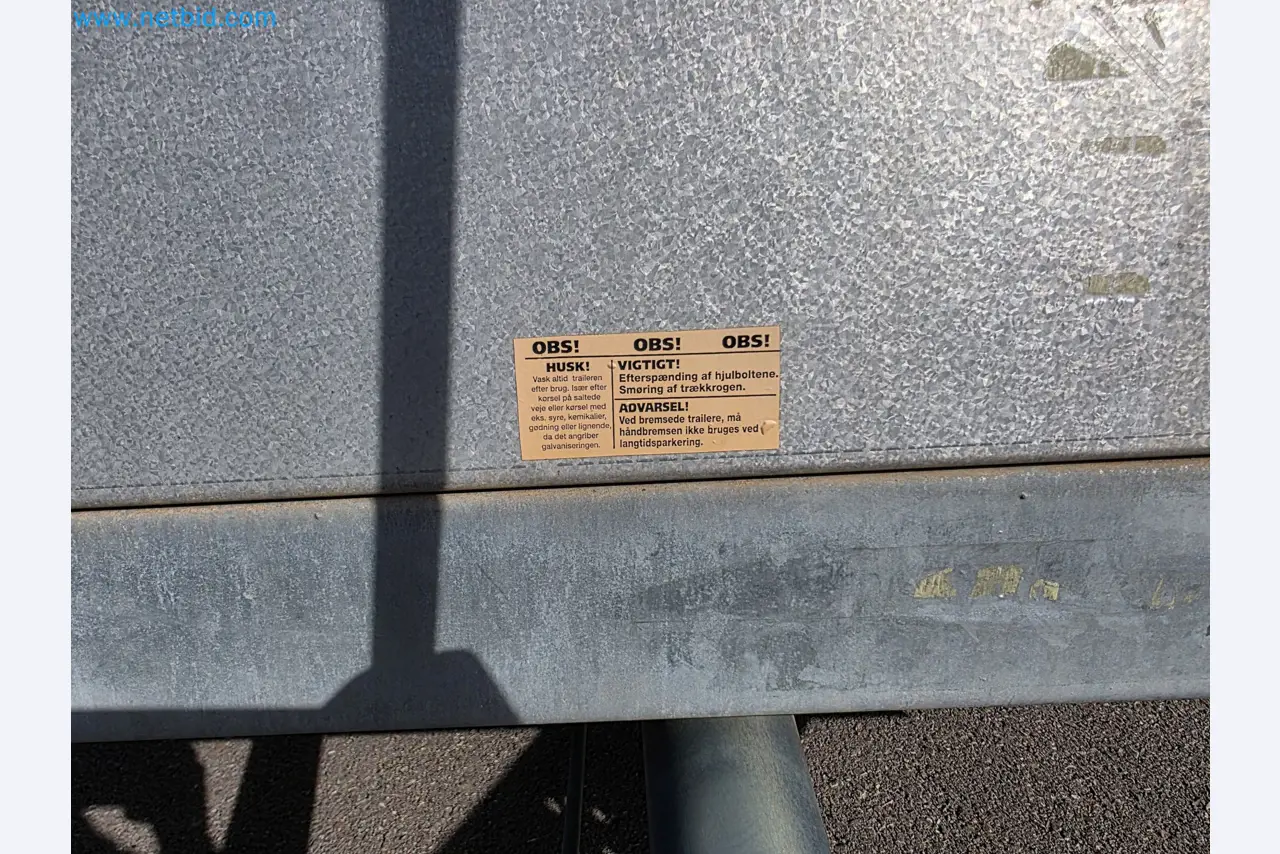 www.netbid.com
OBS! OBS! OBS!
HUSK!
Vask altid traileren
efter brug. Især efter
kørsel på saltede
veje eller kørsel med
eks. syre, kemikalier,
gødning eller lignende,
da det angriber
galvaniseringen.
VIGTIGT!
Efterspænding af hjulboltene.
Smøring af trækkrogen.
ADVARSEL!
Ved bremsede trailere, må
håndbremsen ikke bruges ved
langtidsparkering.